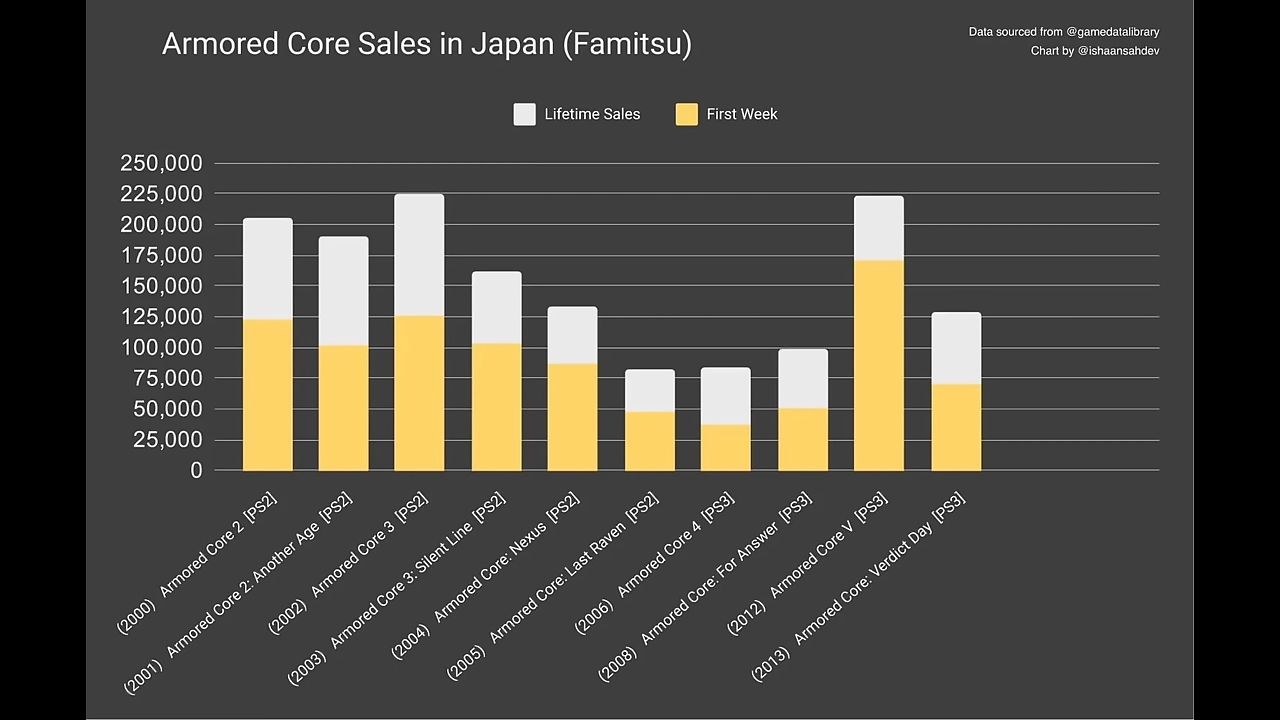 Armored Core Sales in Japan (Famitsu)
Data sourced from @gamedatalibrary
Chart by @ishaansahdev
Lifetime Sales
First Week
250,000
225,000
200,000
175,000
150,000
125,000
100,000
75,000
50,000
25,000
0
(2000) Armored Core 2 [PS2]
(2001) Armored Core 2: Another Age [PS2]
(2002) Armored Core 3 [PS2]
(2003) Armored Core 3: Silent Line [PS2]
(2004) Armored Core: Nexus [PS2]
(2005) Armored Core: Last Raven [PS2]
(2006) Armored Core 4 [PS3]
(2008) Armored Core: For Answer [PS3]
(2012) Armored Core V [PS3]
(2013) Armored Core: Verdict Day [PS3]